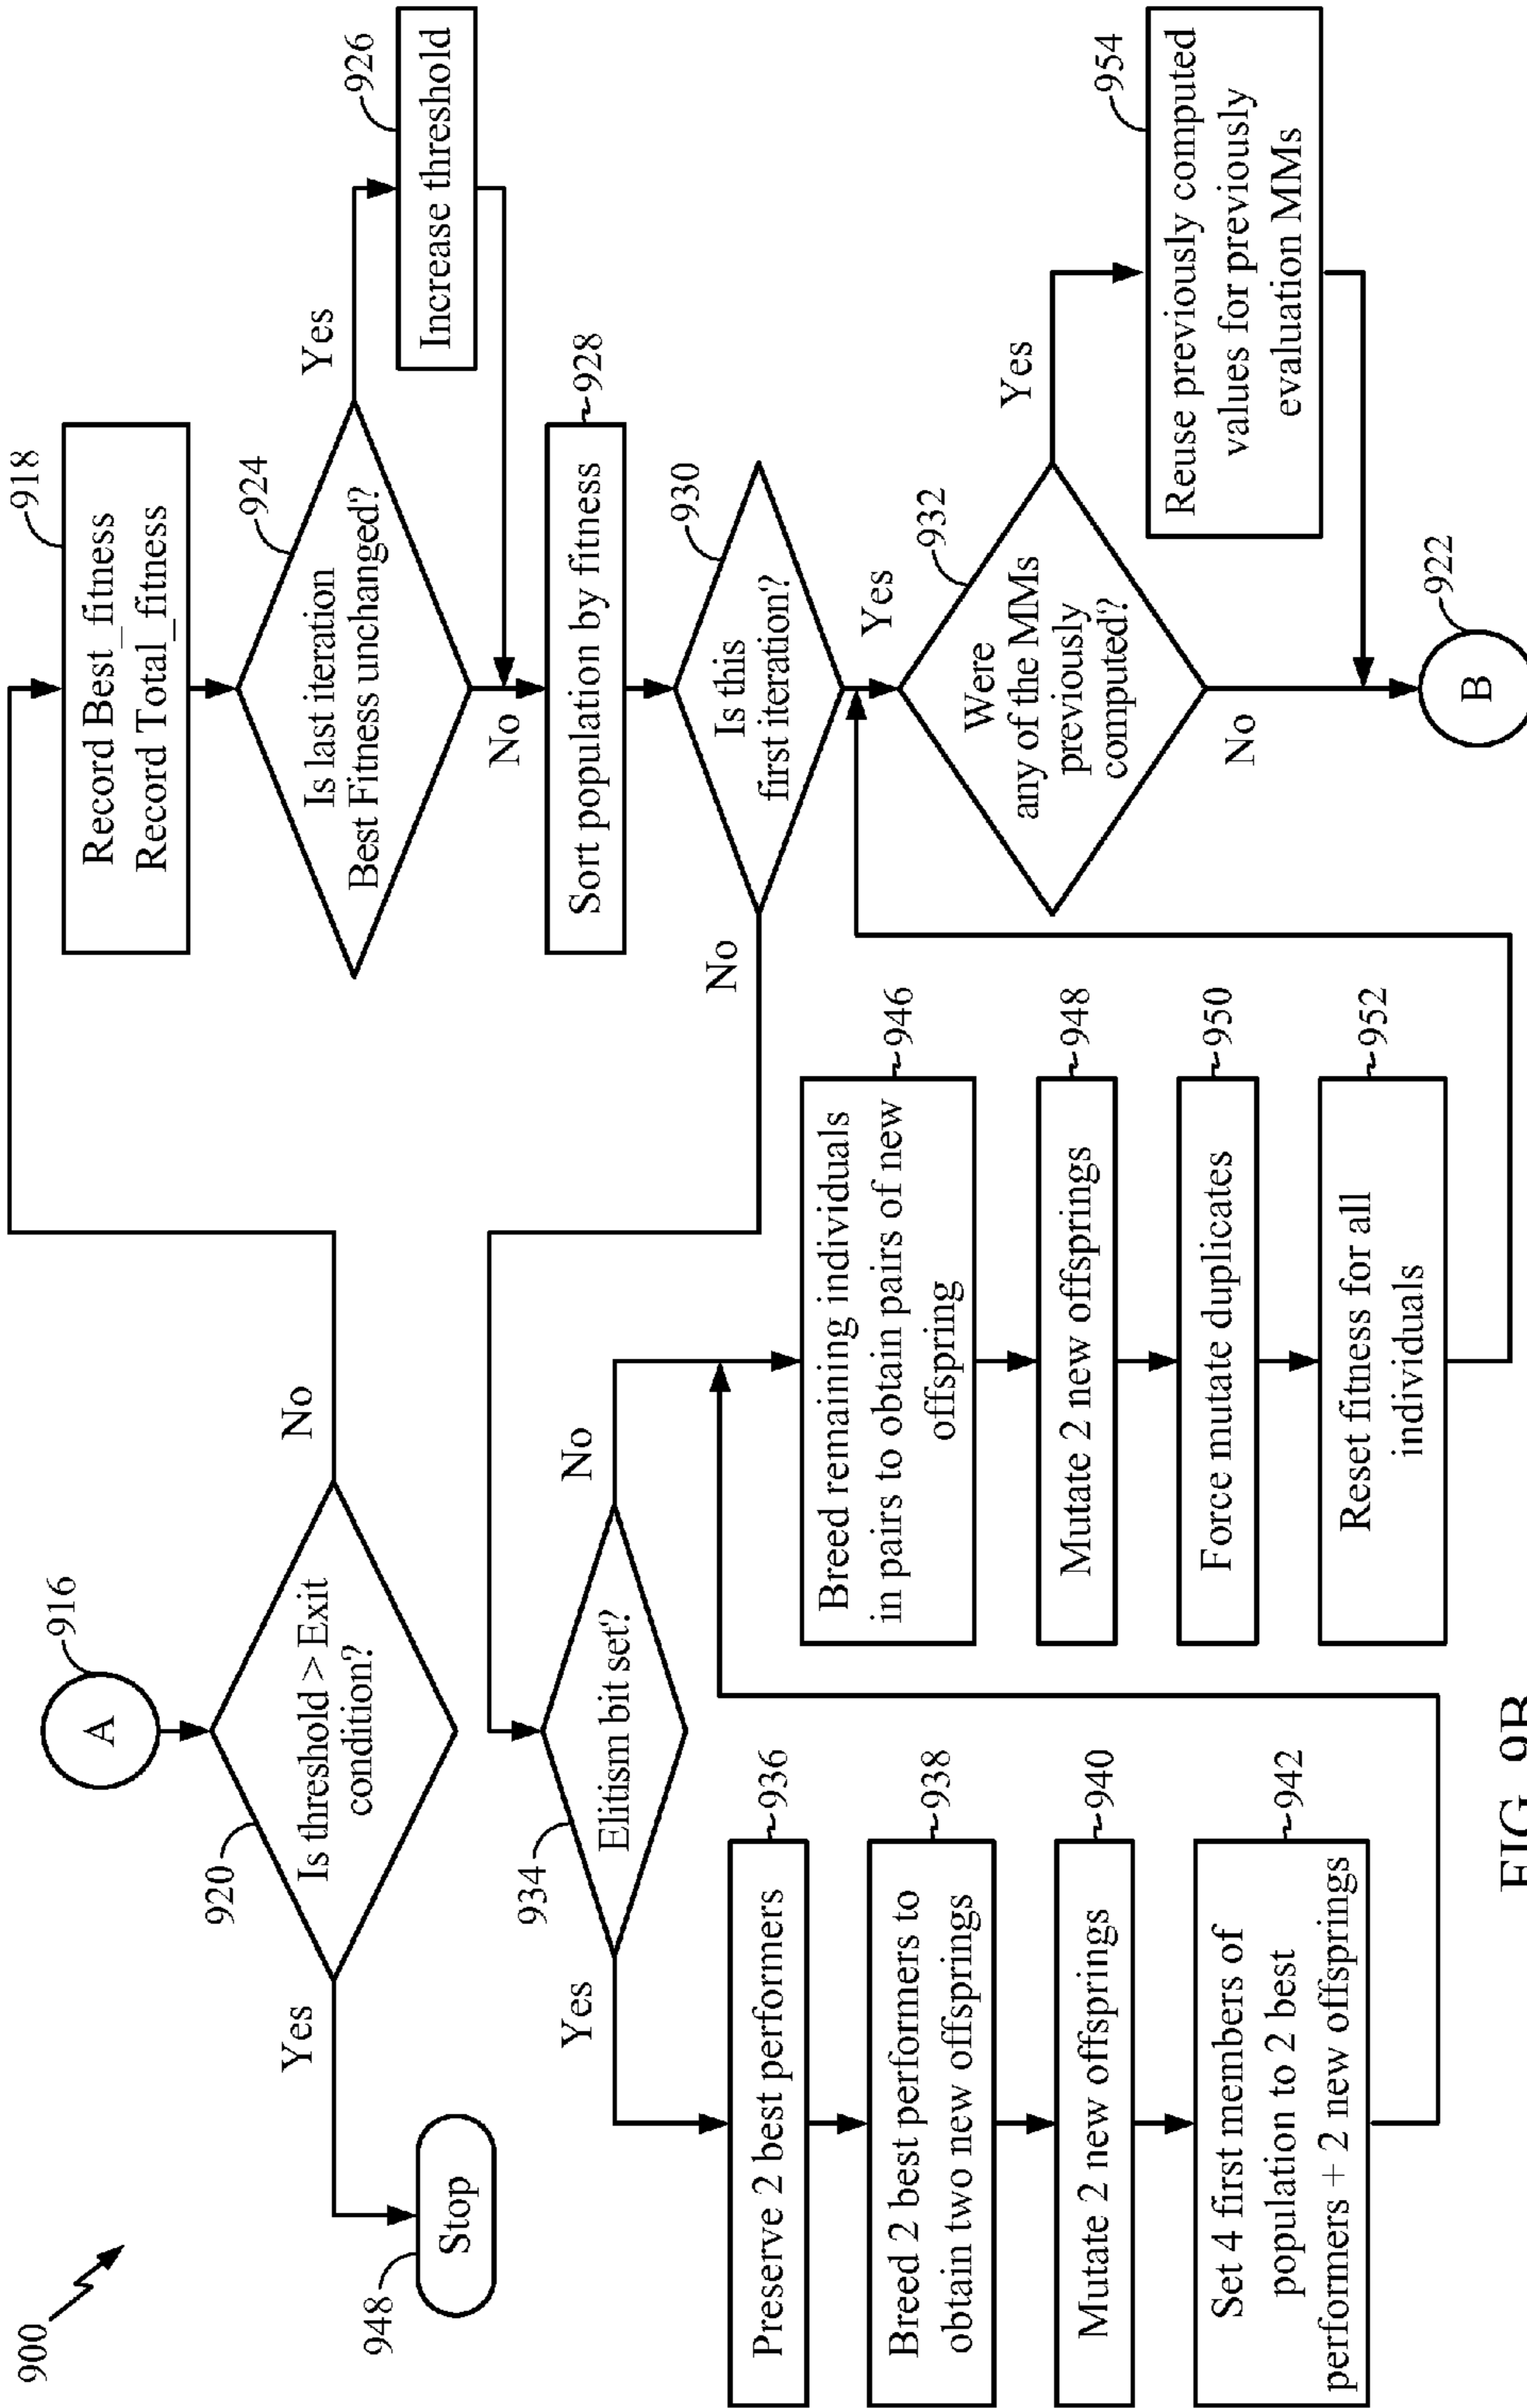 900
A
916
Is threshold > Exit
condition?
920
Yes
No
Stop
948
Record Best_fitness
Record Total_fitness
918
Is last iteration
Best Fitness unchanged?
924
Yes
No
Increase threshold
926
Sort population by fitness
928
Is this
first iteration?
930
No
Yes
Elitism bit set?
934
Yes
No
Preserve 2 best performers
936
Breed 2 best performers to
obtain two new offsprings
938
Mutate 2 new offsprings
940
Set 4 first members of
population to 2 best
performers + 2 new offsprings
942
Breed remaining individuals
in pairs to obtain pairs of new
offspring
946
Mutate 2 new offsprings
948
Force mutate duplicates
950
Reset fitness for all
individuals
952
Were
any of the MMs
previously
computed?
932
Yes
No
Reuse previously computed
values for previously
evaluation MMs
954
B
922
FIG. 9B